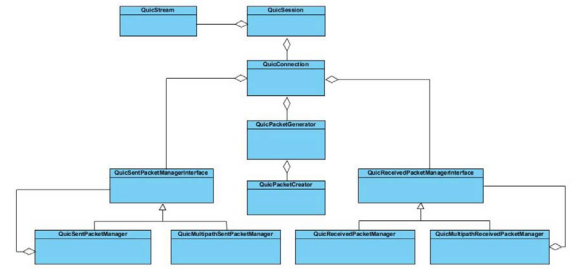 QuicStream
QuicSession
QuicConnection
QuicPacketGenerator
QuicSentPacketManagerInterface
QuicPacketCreator
QuicReceivedPacketManagerInterface
QuicSentPacketManager
QuicMultipathSentPacketManager
QuicReceivedPacketManager
QuicMultipathReceivedPacketManager